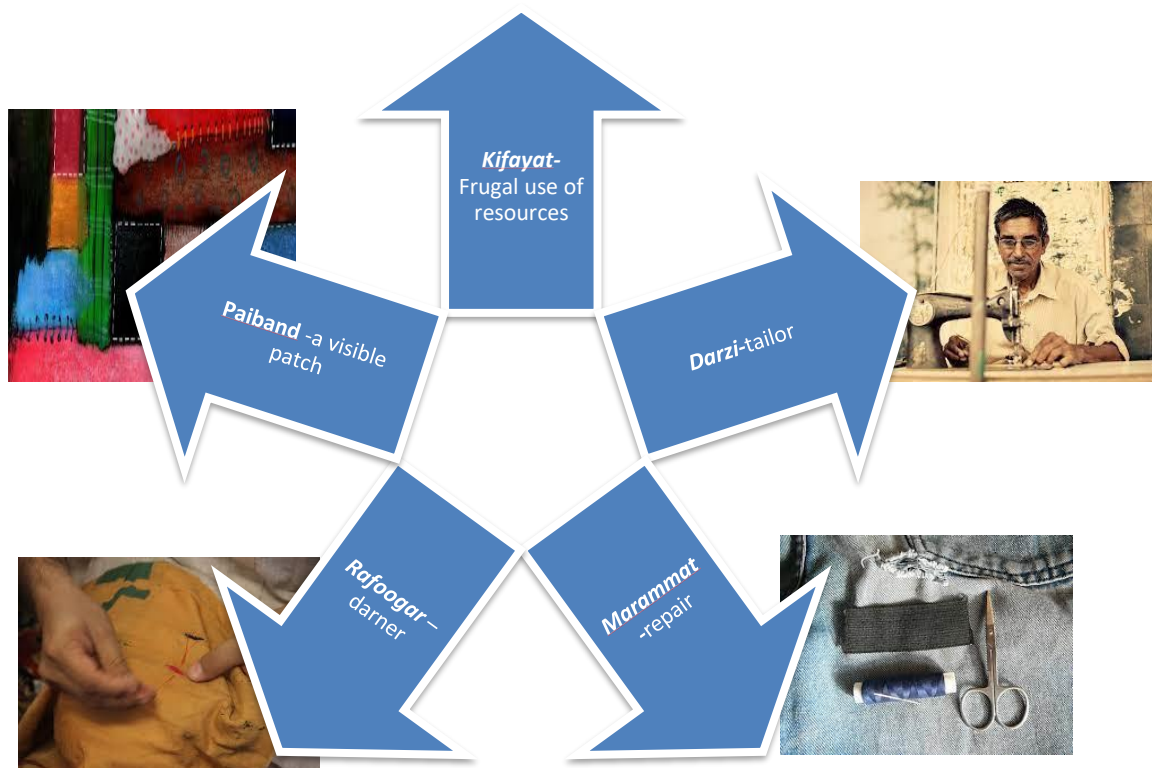 Kifayat-
Frugal use of
resources
Darzi-tailor
Marammat
-repair
Rafoogar –
darner
Paiband -a visible
patch